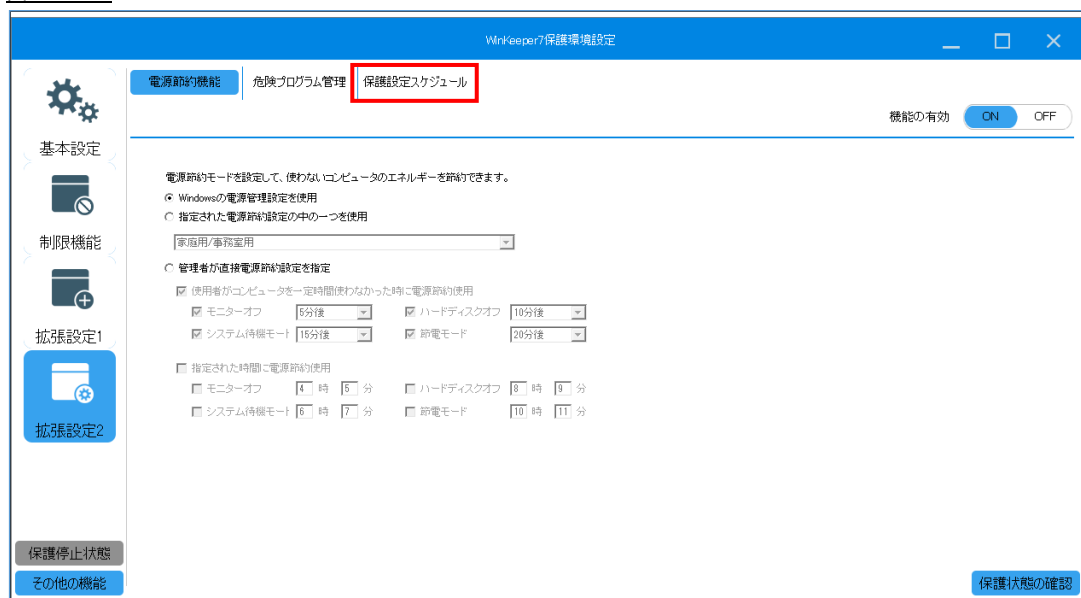 WinKeeper7保護環境設定
電源節約機能 危険プログラム管理 保護設定スケジュール
機能の有効 ON OFF
基本設定
制限機能
拡張設定1
拡張設定2
電源節約モードを設定して、使わないコンピュータのエネルギーを節約できます。
Windowsの電源管理設定を使用
指定された電源節約設定の中の一つを使用
家庭用/事務室用
管理者が直接電源節約設定を指定
使用者がコンピュータを一定時間使わなかった時に電源節約使用
モニターオフ 5分後 ハードディスクオフ 10分後
システム待機モート 15分後 節電モード 20分後
指定された時間に電源節約使用
モニターオフ 4 時 5 分 ハードディスクオフ 8 時 9 分
システム待機モート 6 時 7 分 節電モード 10 時 11 分
保護停止状態
その他の機能
保護状態の確認